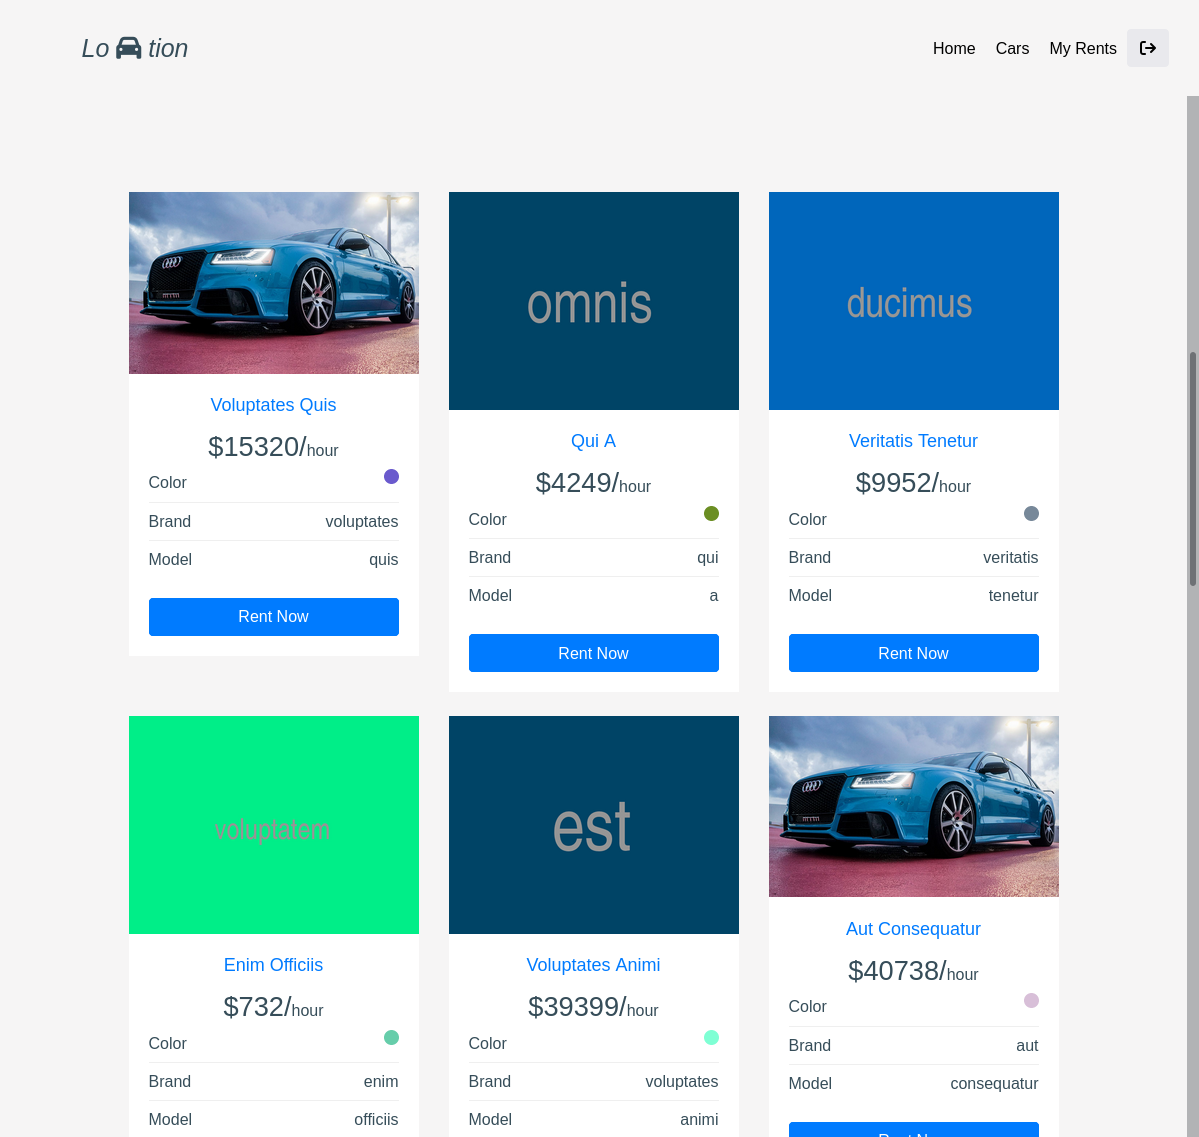 Lo tion
Home Cars My Rents
omnis
ducimus
Voluptates Quis
$15320/hour
Color
Brand voluptates
Model quis
Rent Now
Qui A
$4249/hour
Color
Brand qui
Model a
Rent Now
Veritatis Tenetur
$9952/hour
Color
Brand veritatis
Model tenetur
Rent Now
voluptatem
est
Enim Officiis
$732/hour
Color
Brand enim
Model officiis
Voluptates Animi
$39399/hour
Color
Brand voluptates
Model animi
Aut Consequatur
$40738/hour
Color
Brand aut
Model consequatur
Rent Now